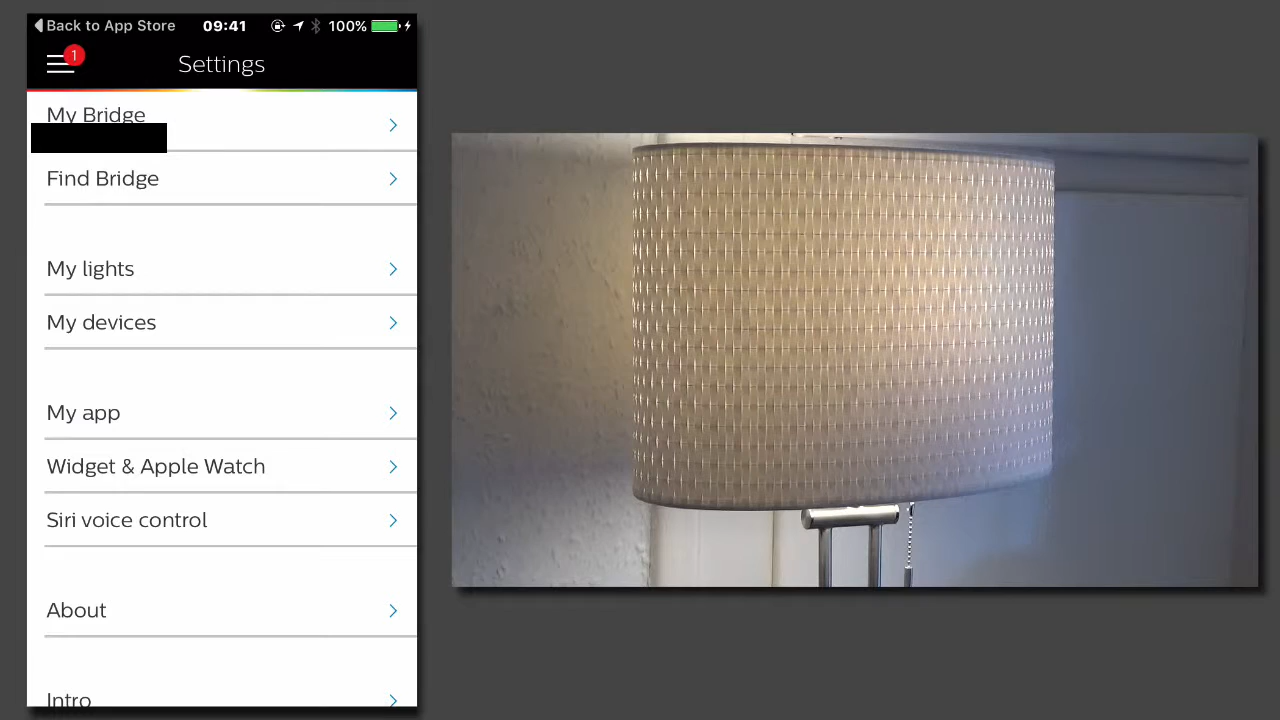 Back to App Store 09:41 100%
1
Settings
My Bridge
Find Bridge
My lights
My devices
My app
Widget & Apple Watch
Siri voice control
About
Intro